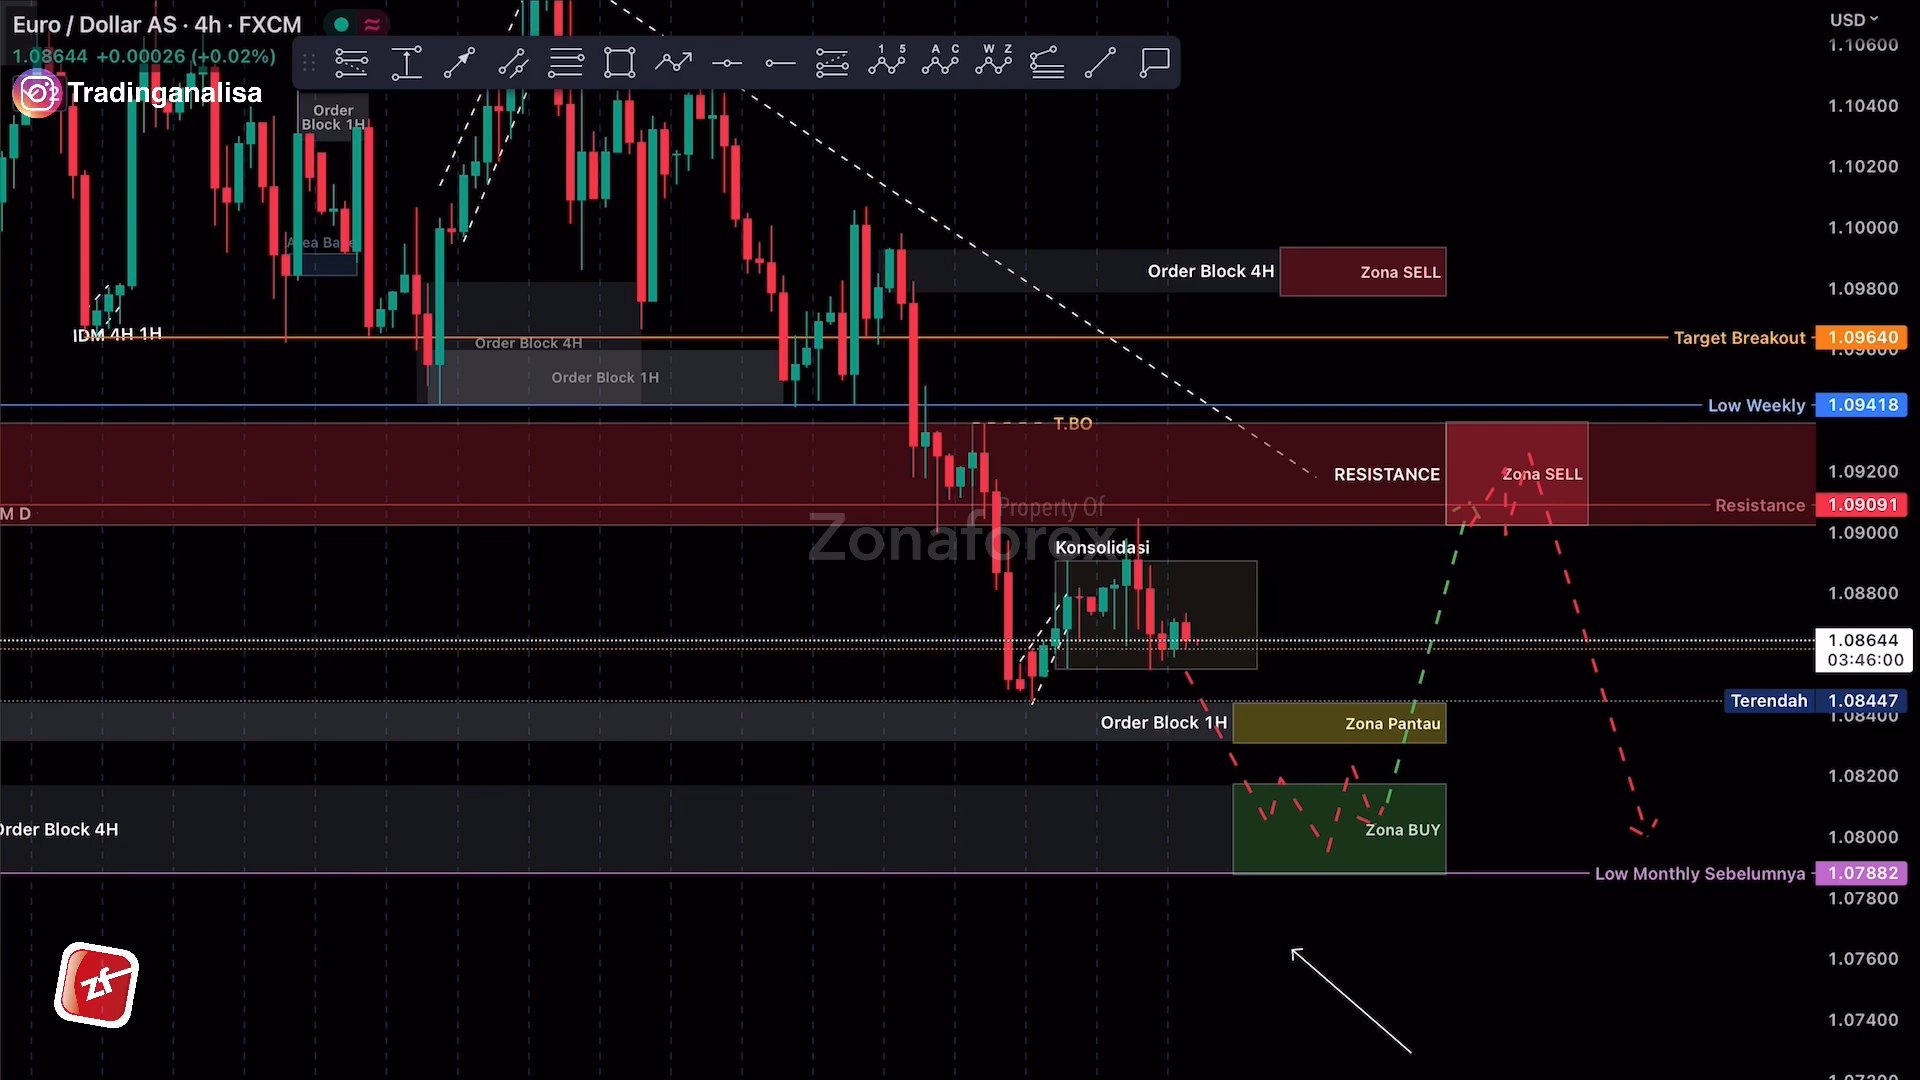 Euro / Dollar AS · 4h · FXCM
1.08644 +0.00026 (+0.02%)
Tradinganalisa
USD
1.10600
1.10400
1.10200
1.10000
1.09800
1.09200
1.09000
1.08800
1.08200
1.08000
1.07800
1.07600
1.07400
1 5
A C
W Z
Order
Block 1H
IDM 4H 1H
Order Block 4H
Order Block 1H
Order Block 4H
Zona SELL
Target Breakout
1.09640
Low Weekly
1.09418
T.BO
RESISTANCE
Zona SELL
Resistance
1.09091
M D
Property Of
Zonaforex
Konsolidasi
1.08644
03:46:00
Terendah
1.08447
1.08400
Order Block 1H
Zona Pantau
Order Block 4H
Zona BUY
Low Monthly Sebelumnya
1.07882
zf